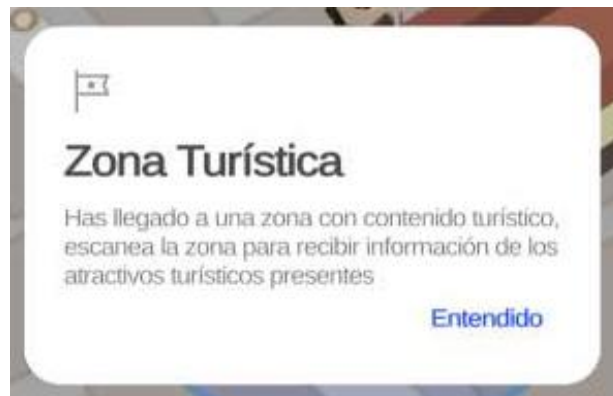 Zona Turística
Has llegado a una zona con contenido turístico,
escanea la zona para recibir información de los
atractivos turísticos presentes
Entendido